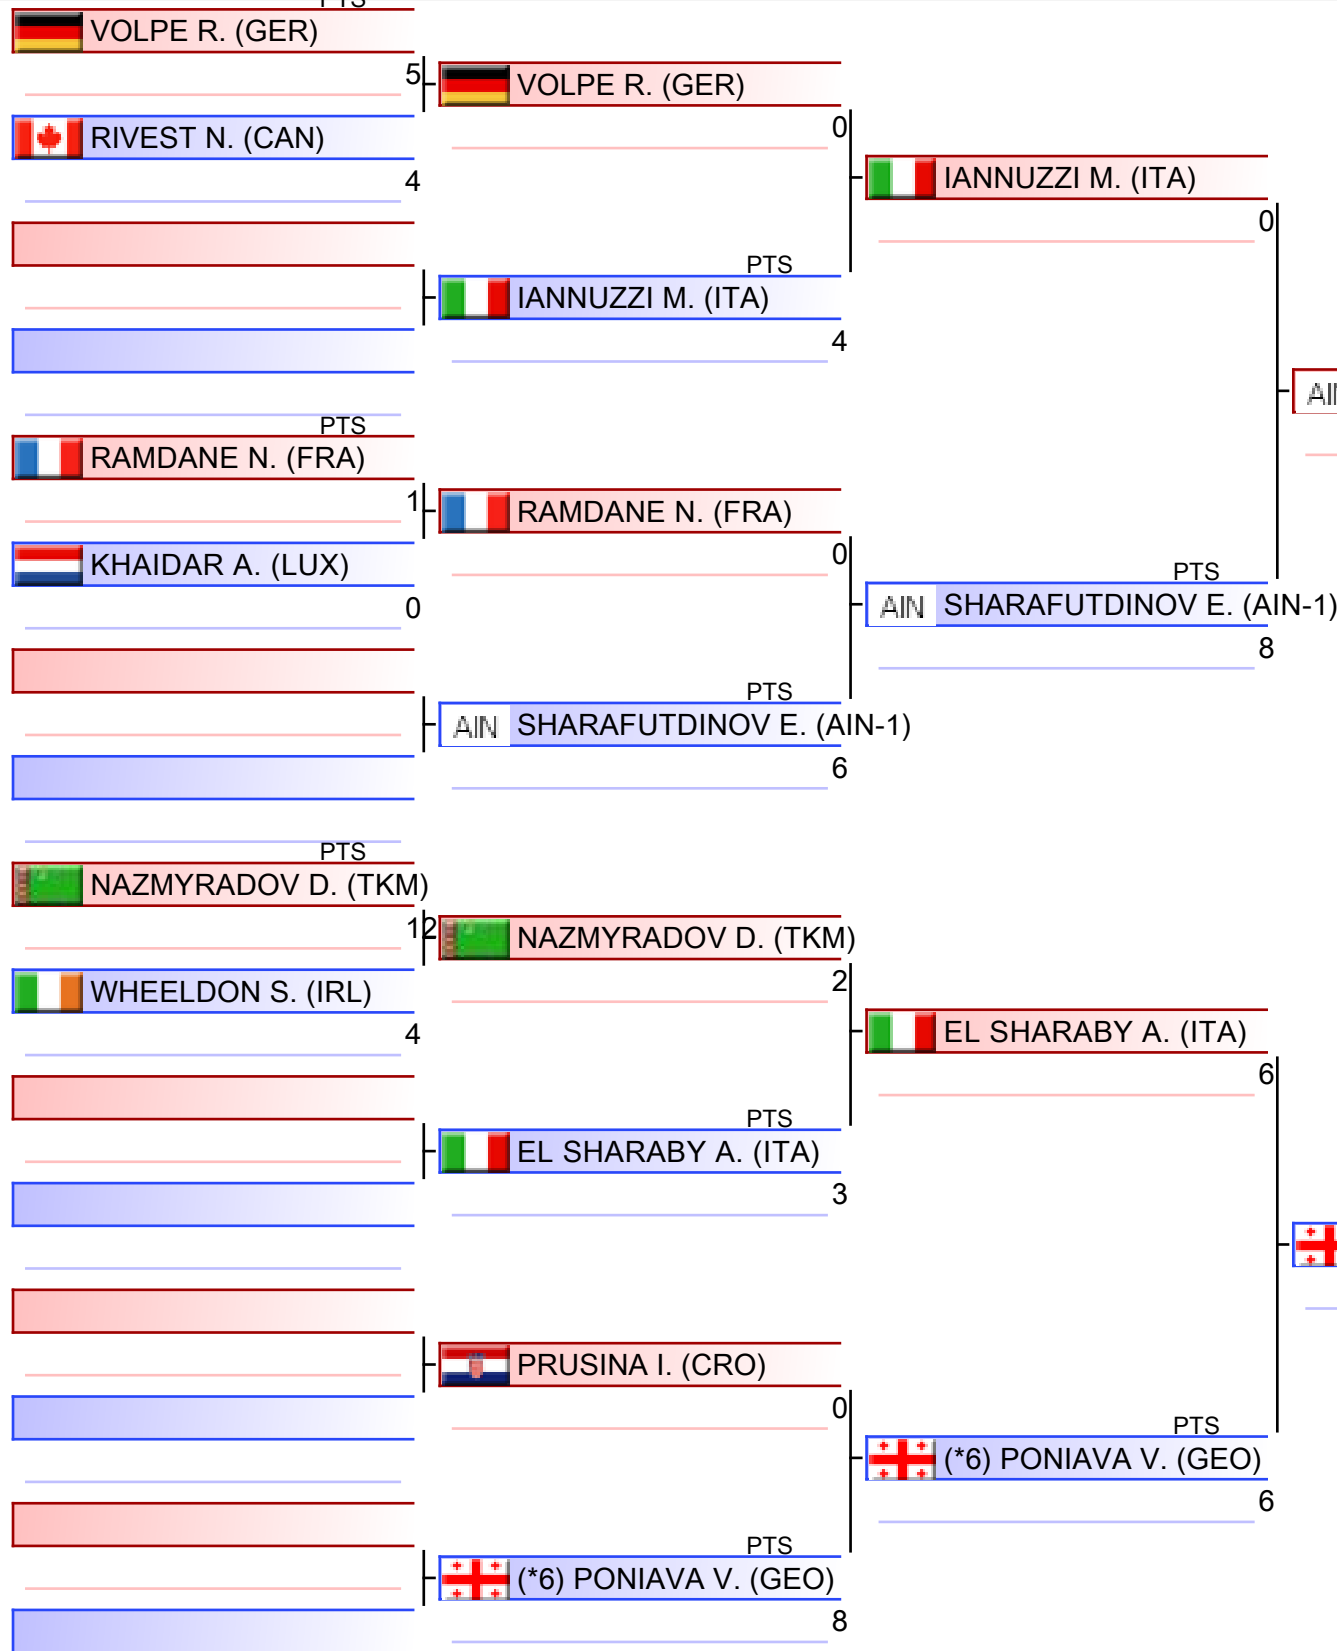 PTS
VOLPE R. (GER)
5
RIVEST N. (CAN)
4
PTS
RAMDANE N. (FRA)
1
KHAIDAR A. (LUX)
0
PTS
NAZMYRADOV D. (TKM)
12
WHEELDON S. (IRL)
4
VOLPE R. (GER)
0
PTS
IANNUZZI M. (ITA)
4
RAMDANE N. (FRA)
0
PTS
AIN SHARAFUTDINOV E. (AIN-1)
6
NAZMYRADOV D. (TKM)
2
PTS
EL SHARABY A. (ITA)
3
PRUSINA I. (CRO)
0
PTS
(*6) PONIAVA V. (GEO)
8
IANNUZZI M. (ITA)
0
PTS
AIN SHARAFUTDINOV E. (AIN-1)
8
EL SHARABY A. (ITA)
6
PTS
(*6) PONIAVA V. (GEO)
6